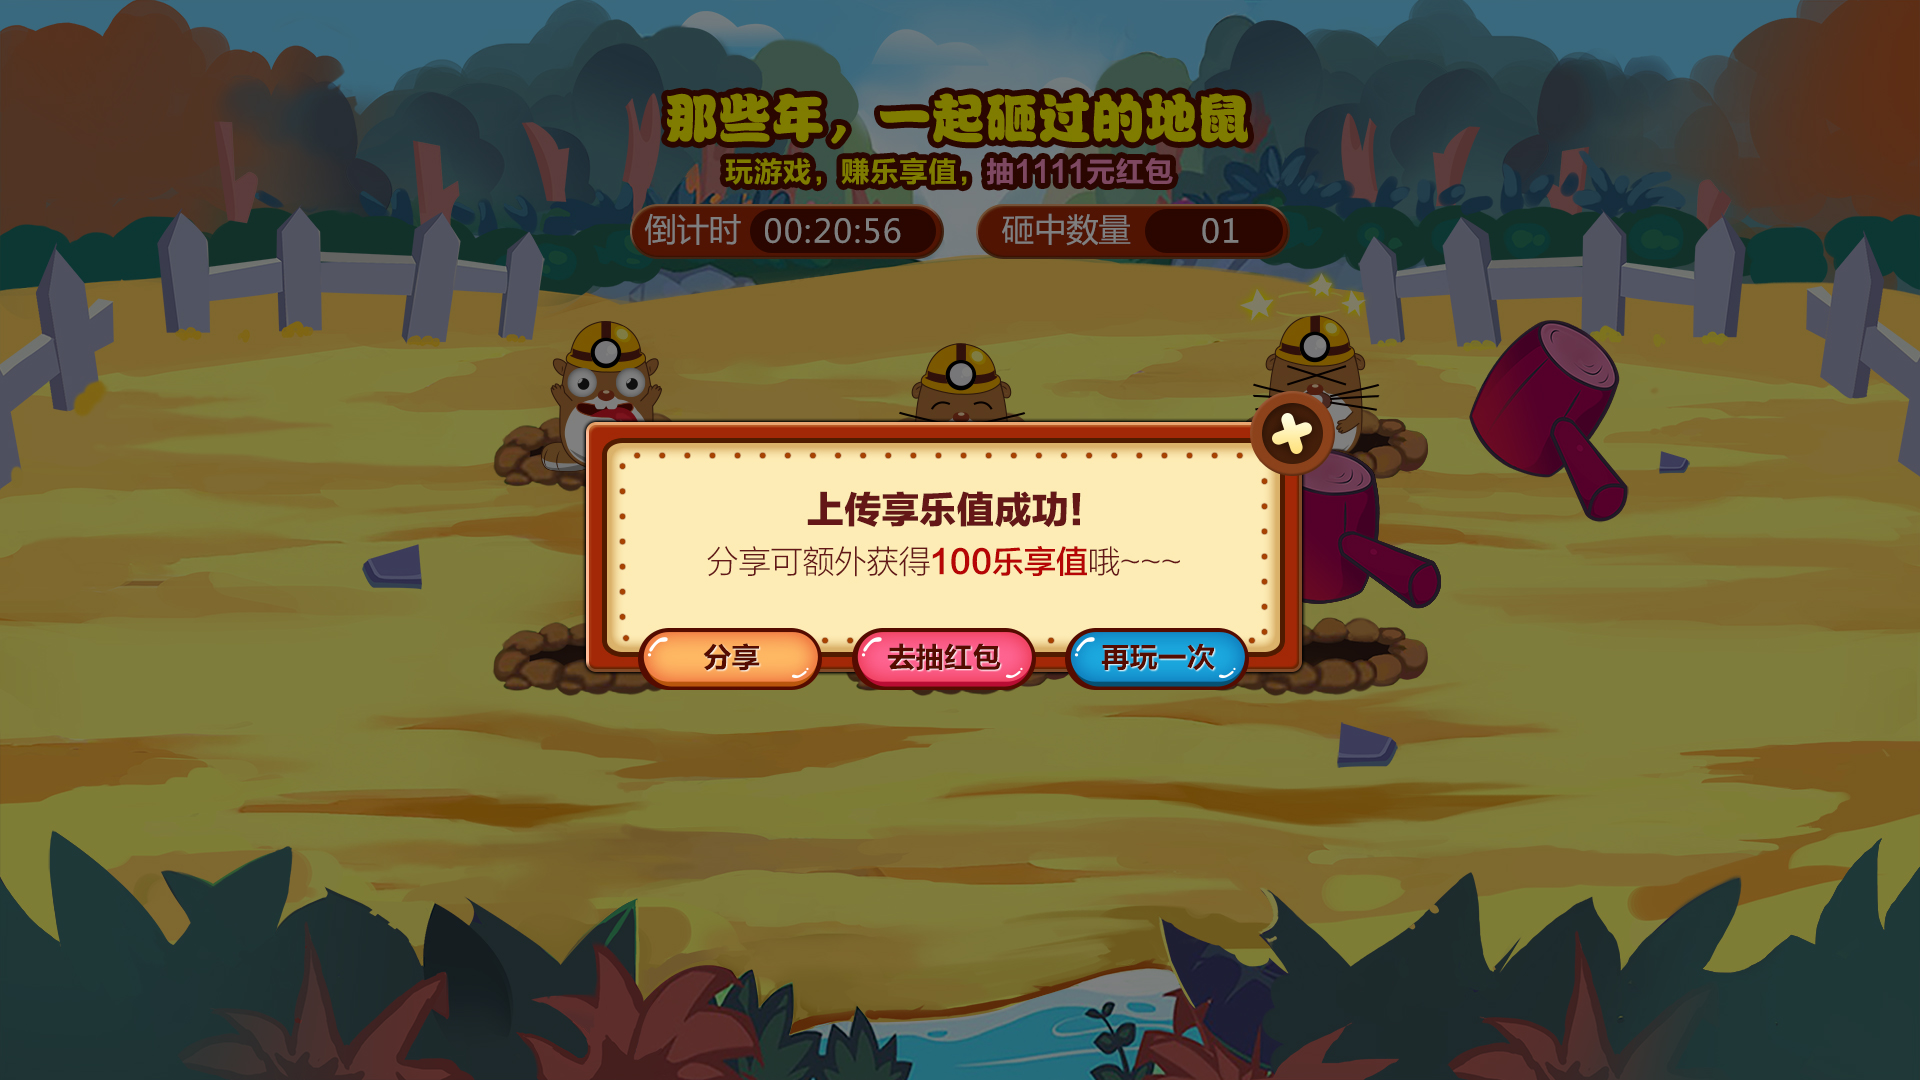 那些年，一起砸过的地鼠
玩游戏，赚乐享值，抽1111元红包
倒计时 00:20:56 砸中数量 01
上传享乐值成功!
分享可额外获得100乐享值哦~~~
分享 去抽红包 再玩一次